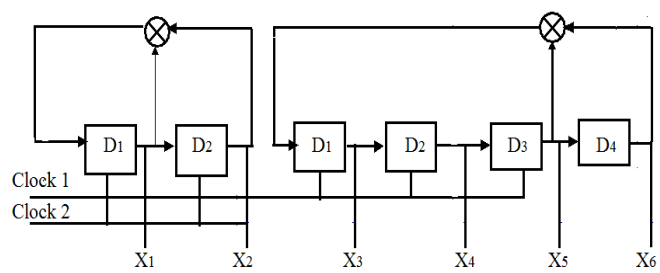 D1 D2 D1 D2 D3 D4
Clock 1
Clock 2
X1 X2 X3 X4 X5 X6